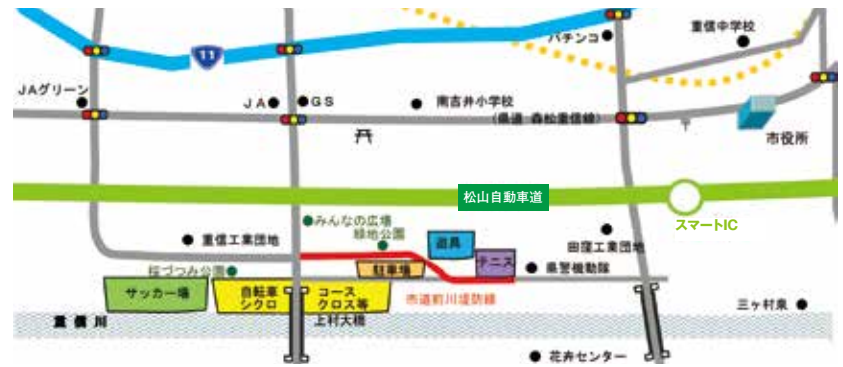 パチンコ
重信中学校
11
JAグリーン
JA
GS
南吉井小学校
(県道 森松重信線)
〒
市役所
松山自動車道
スマートIC
みんなの広場
緑地公園
重信工業団地
遊具
田窪工業団地
テニス
県警機動隊
桜づつみ公園
駐車場
サッカー場
自転車
シクロ
コース
クロス等
市道前川堤防線
三ヶ村泉
重信川
上村大橋
花卉センター